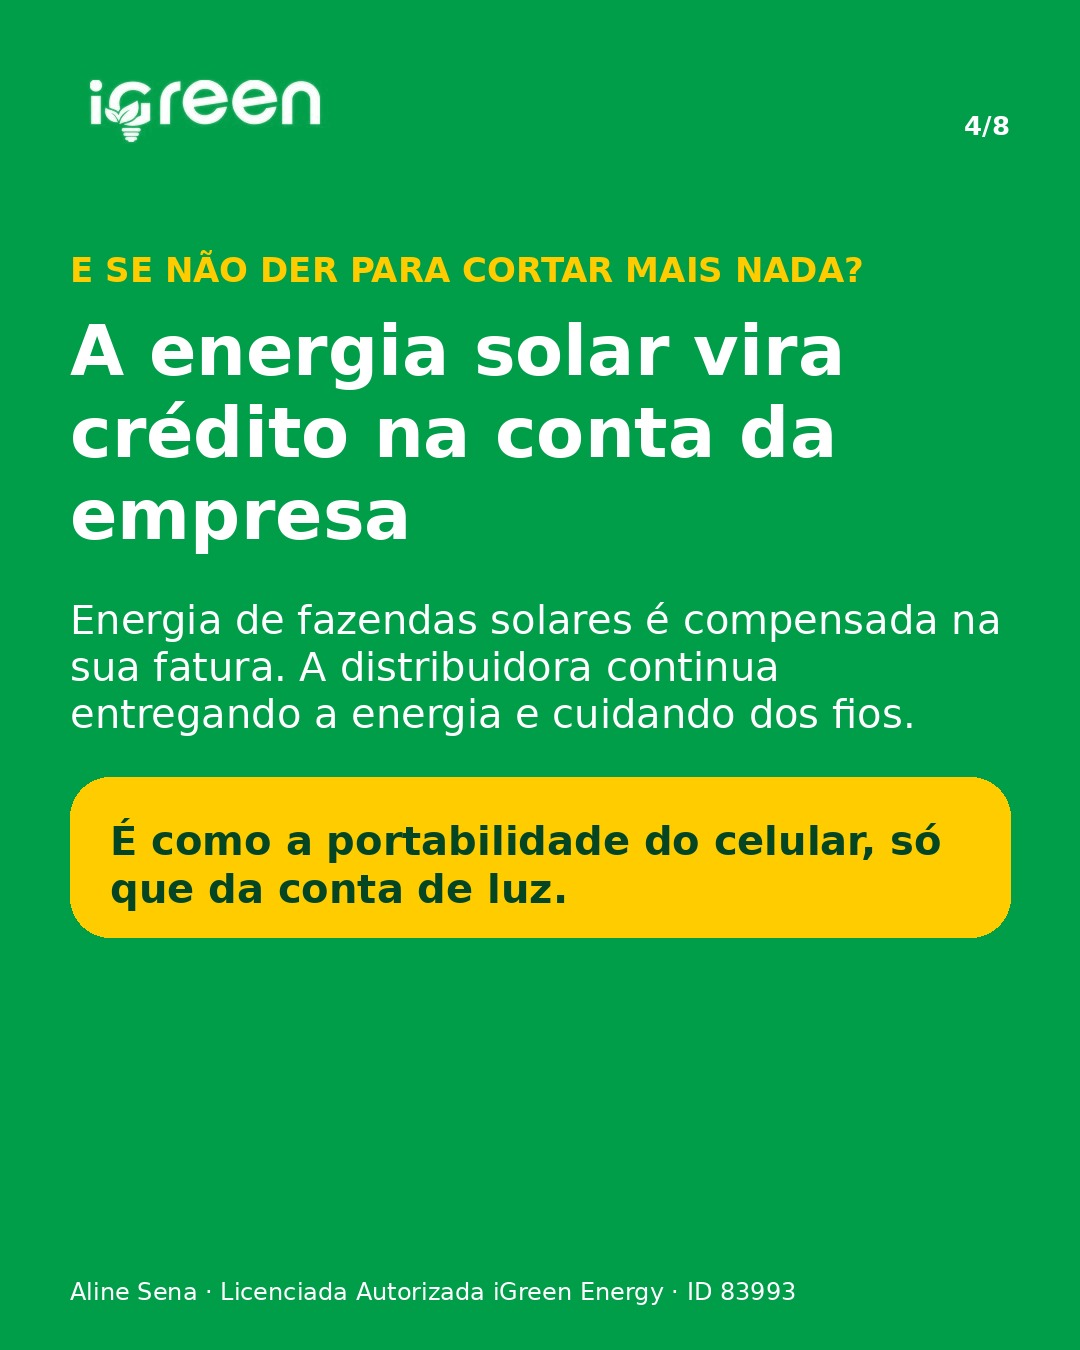 iGreen
4/8
E SE NÃO DER PARA CORTAR MAIS NADA?
A energia solar vira
crédito na conta da
empresa
Energia de fazendas solares é compensada na
sua fatura. A distribuidora continua
entregando a energia e cuidando dos fios.
É como a portabilidade do celular, só
que da conta de luz.
Aline Sena · Licenciada Autorizada iGreen Energy · ID 83993